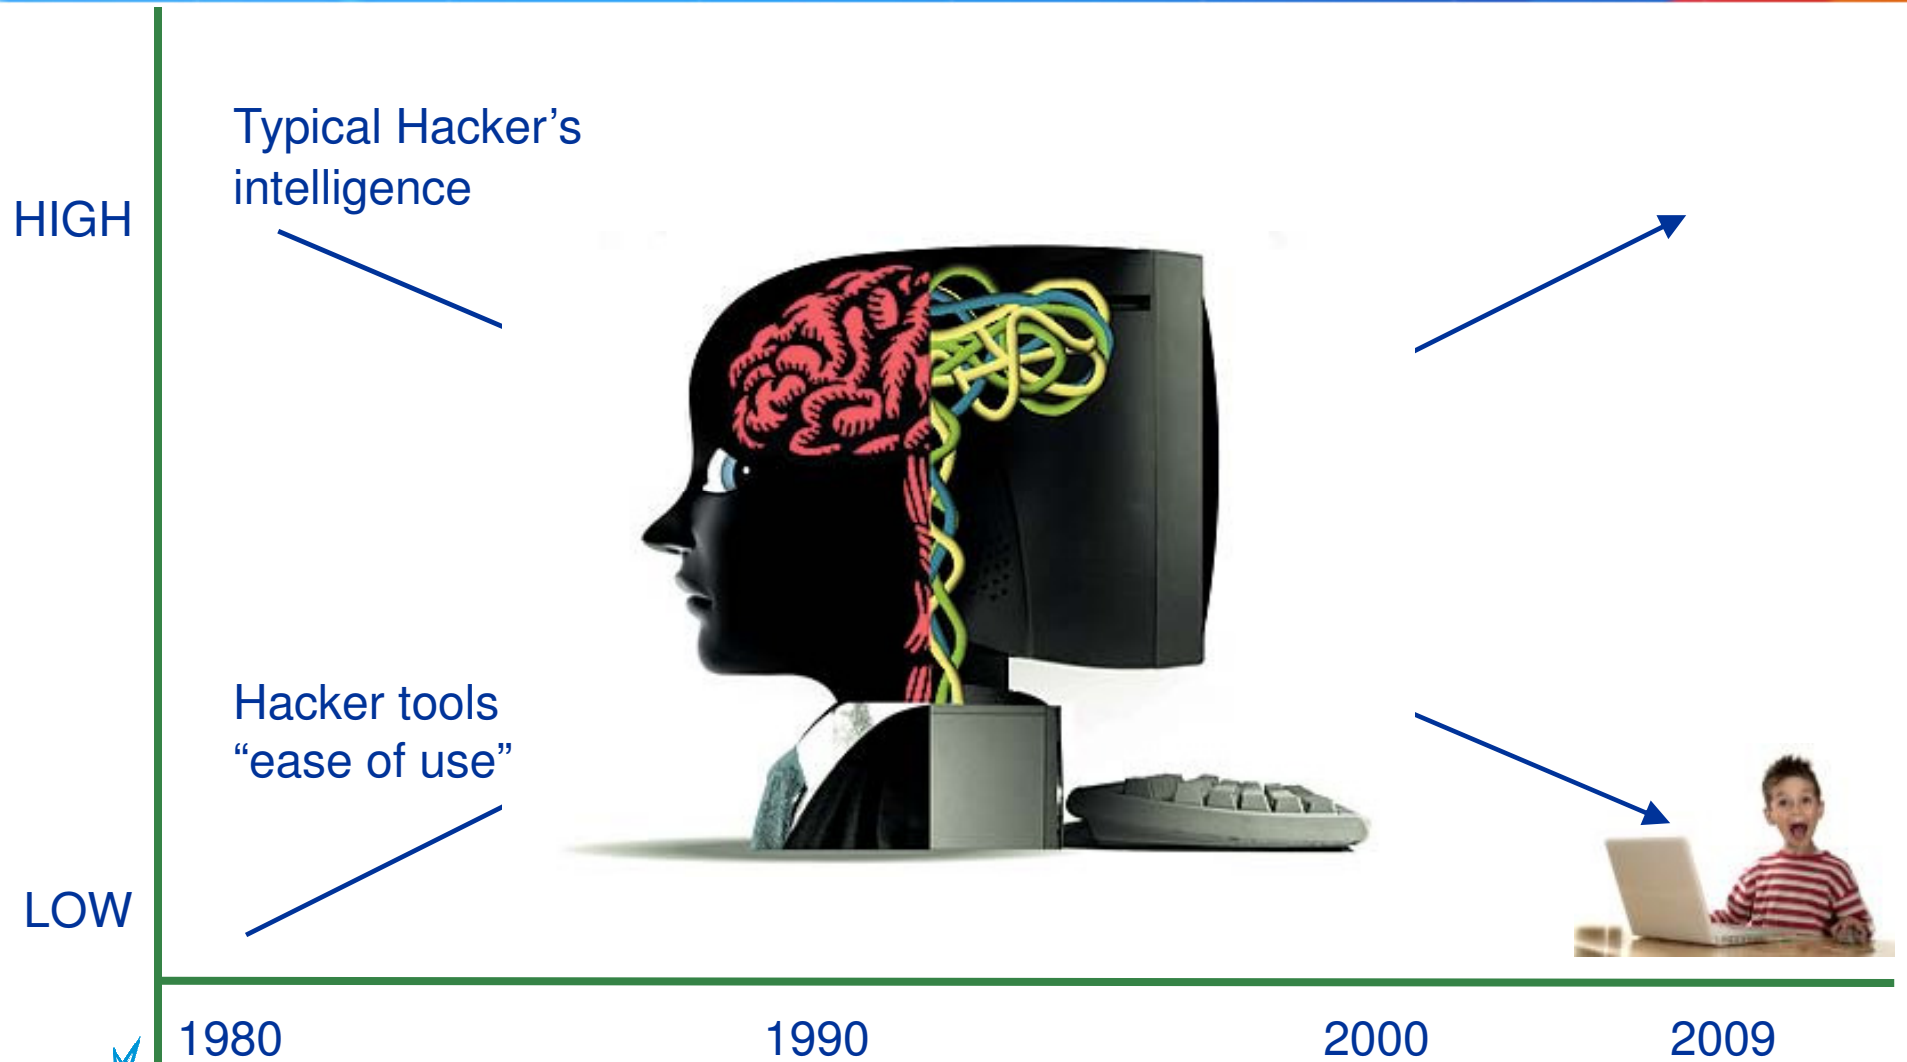 Typical Hacker’s
intelligence
HIGH
Hacker tools
“ease of use”
LOW
1980 1990 2000 2009